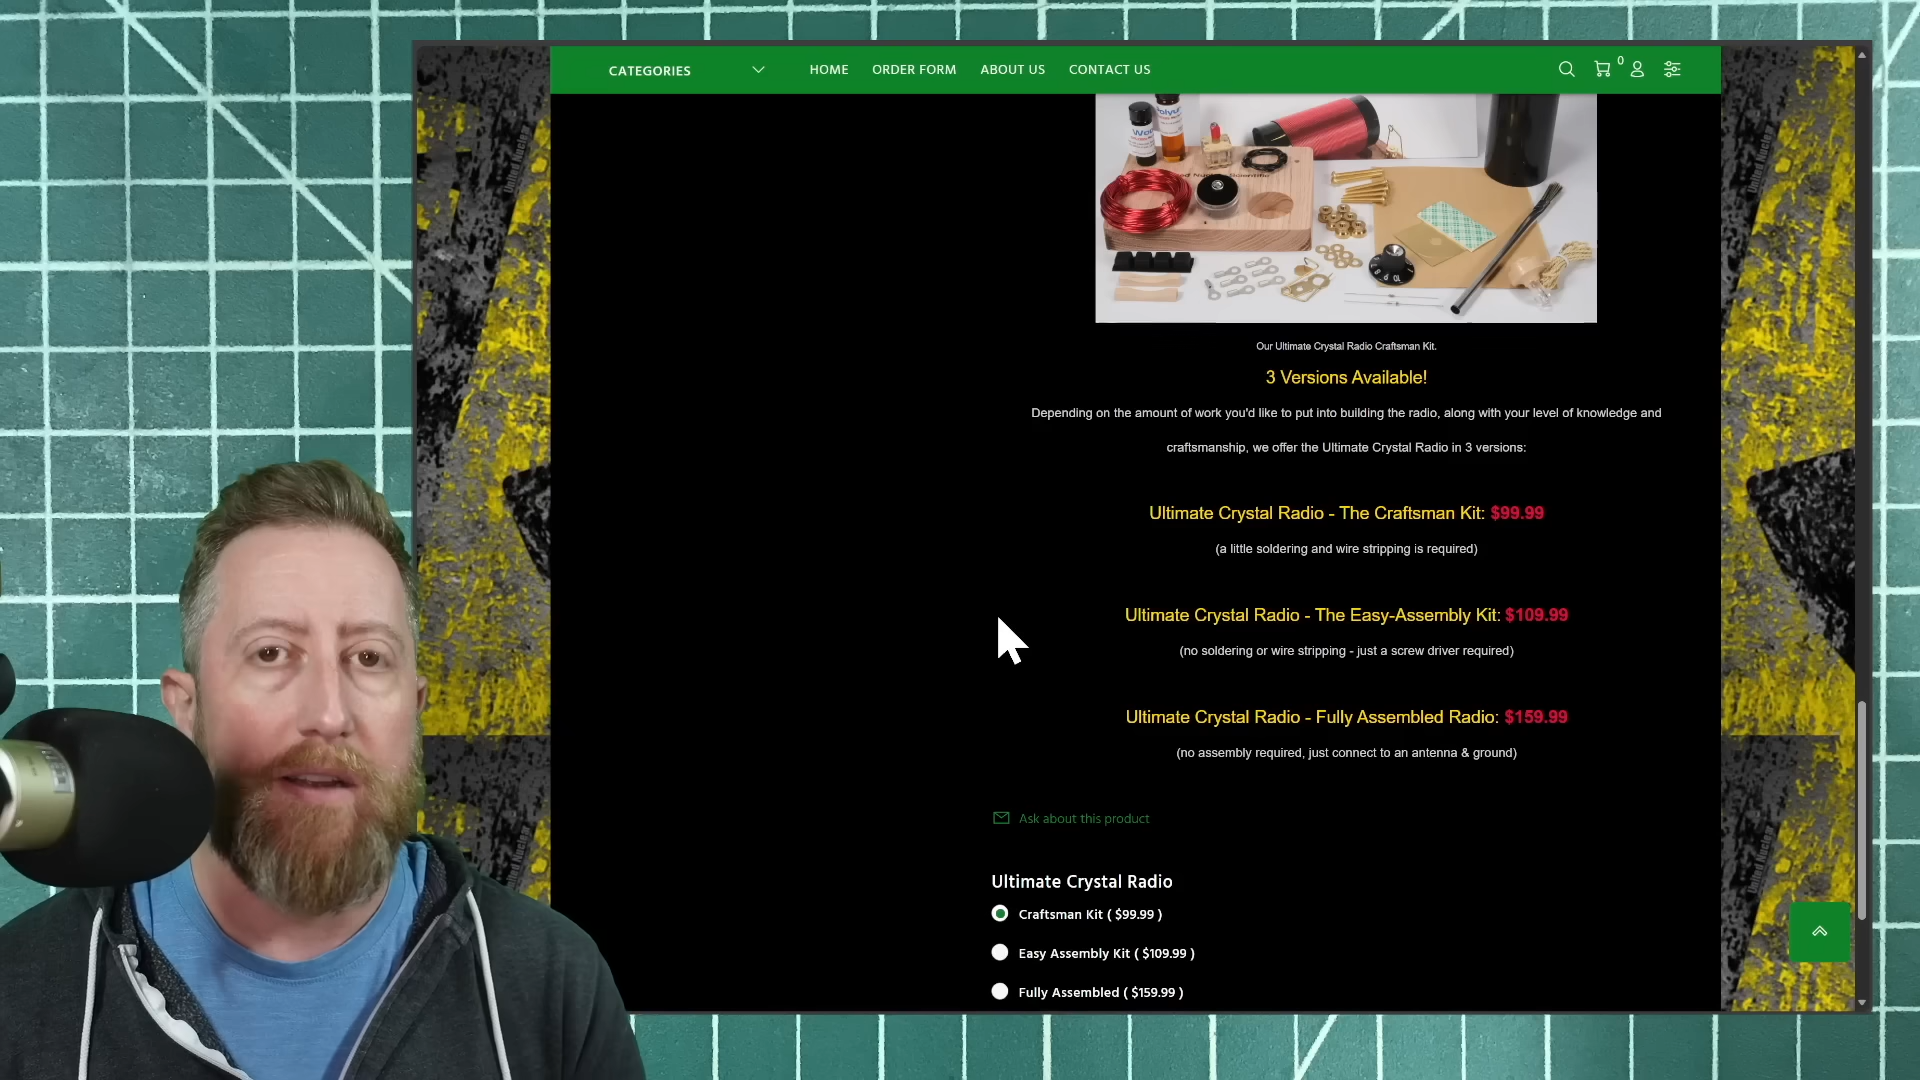 CATEGORIES
HOME
ORDER FORM
ABOUT US
CONTACT US
0
Our Ultimate Crystal Radio Craftsman Kit.
3 Versions Available!
Depending on the amount of work you'd like to put into building the radio, along with your level of knowledge and
craftsmanship, we offer the Ultimate Crystal Radio in 3 versions:
Ultimate Crystal Radio - The Craftsman Kit: $99.99
(a little soldering and wire stripping is required)
Ultimate Crystal Radio - The Easy-Assembly Kit: $109.99
(no soldering or wire stripping - just a screw driver required)
Ultimate Crystal Radio - Fully Assembled Radio: $159.99
(no assembly required, just connect to an antenna & ground)
Ask about this product
Ultimate Crystal Radio
Craftsman Kit ( $99.99 )
Easy Assembly Kit ( $109.99 )
Fully Assembled ( $159.99 )